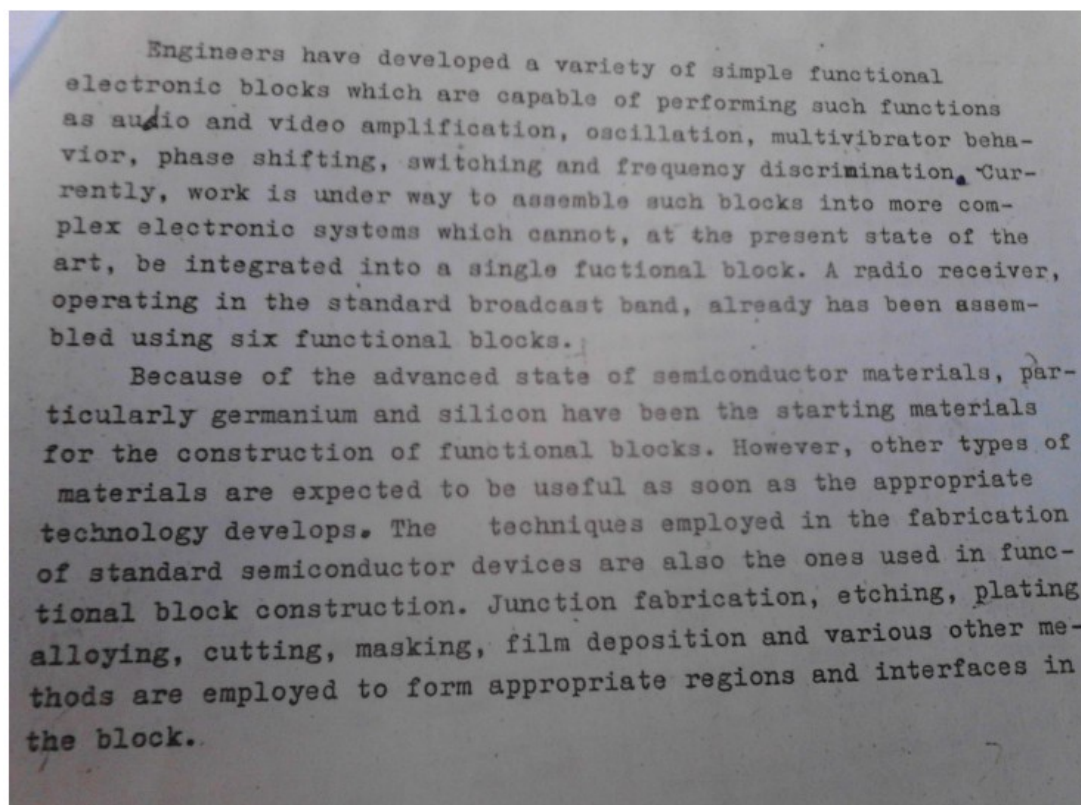 Engineers have developed a variety of simple functional
electronic blocks which are capable of performing such functions
as audio and video amplification, oscillation, multivibrator beha-
vior, phase shifting, switching and frequency discrimination. Cur-
rently, work is under way to assemble such blocks into more com-
plex electronic systems which cannot, at the present state of the
art, be integrated into a single fuctional block. A radio receiver,
operating in the standard broadcast band, already has been assem-
bled using six functional blocks.
Because of the advanced state of semiconductor materials, par-
ticularly germanium and silicon have been the starting materials
for the construction of functional blocks. However, other types of
materials are expected to be useful as soon as the appropriate
technology develops. The techniques employed in the fabrication
of standard semiconductor devices are also the ones used in func-
tional block construction. Junction fabrication, etching, plating
alloying, cutting, masking, film deposition and various other me-
thods are employed to form appropriate regions and interfaces in
the block.